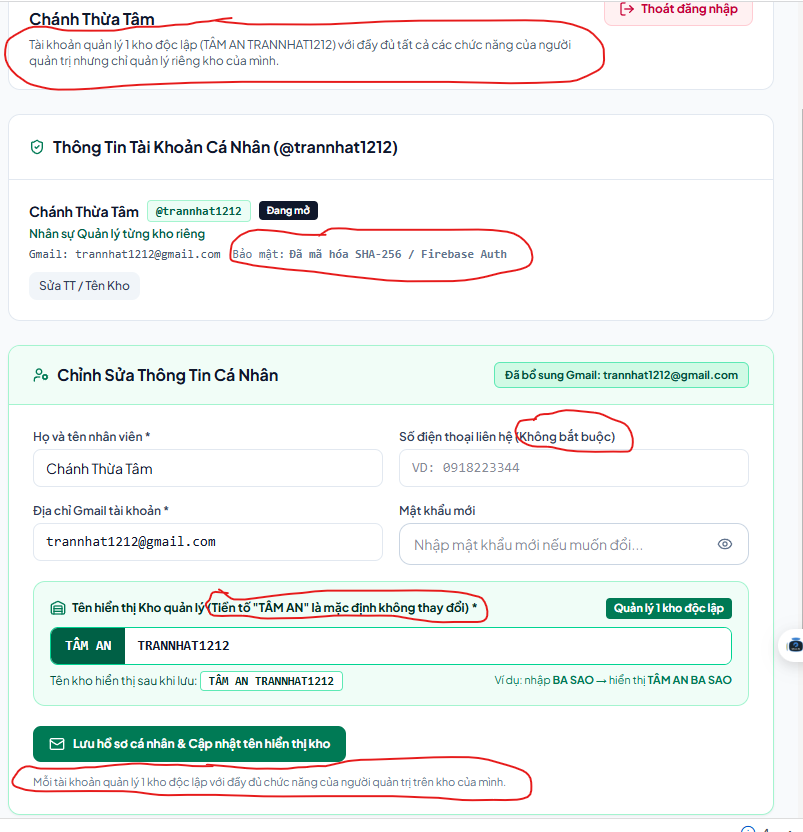 Chánh Thừa Tâm
Thoát đăng nhập
Tài khoản quản lý 1 kho độc lập (TÂM AN TRANNHAT1212) với đầy đủ tất cả các chức năng của người
quản trị nhưng chỉ quản lý riêng kho của mình.
Thông Tin Tài Khoản Cá Nhân (@trannhat1212)
Chánh Thừa Tâm @trannhat1212 Đang mở
Nhân sự Quản lý từng kho riêng
Gmail: trannhat1212@gmail.com Bảo mật: Đã mã hóa SHA-256 / Firebase Auth
Sửa TT / Tên Kho
Chỉnh Sửa Thông Tin Cá Nhân
Đã bổ sung Gmail: trannhat1212@gmail.com
Họ và tên nhân viên *
Chánh Thừa Tâm
Số điện thoại liên hệ (Không bắt buộc)
VD: 0918223344
Địa chỉ Gmail tài khoản *
trannhat1212@gmail.com
Mật khẩu mới
Nhập mật khẩu mới nếu muốn đổi...
Tên hiển thị Kho quản lý (Tiền tố "TÂM AN" là mặc định không thay đổi) *
Quản lý 1 kho độc lập
TÂM AN TRANNHAT1212
Tên kho hiển thị sau khi lưu: TÂM AN TRANNHAT1212
Ví dụ: nhập BA SAO → hiển thị TÂM AN BA SAO
Lưu hồ sơ cá nhân & Cập nhật tên hiển thị kho
Mỗi tài khoản quản lý 1 kho độc lập với đầy đủ chức năng của người quản trị trên kho của mình.